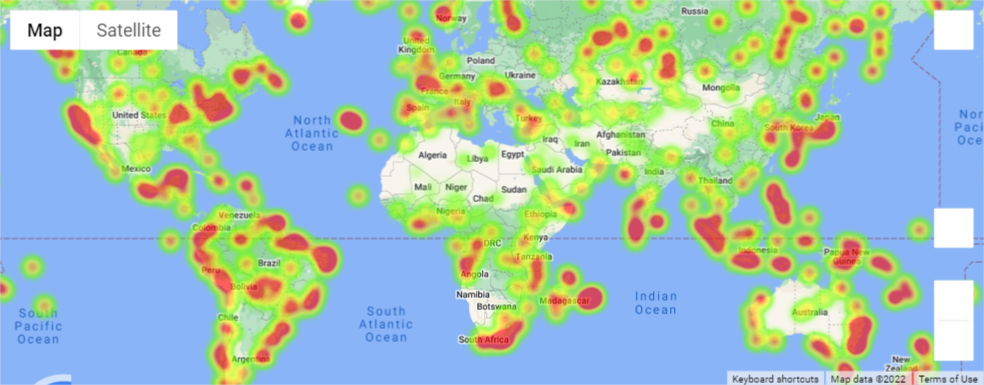 Map Satellite
Norway
Russia
Canada
United Kingdom
Poland
Germany
Ukraine
France
Kazakhstan
Mongolia
Spain
Italy
United States
Turkey
China
South Korea
Japan
North Atlantic Ocean
Nor
Paci
Oce
Iraq
Iran
Afghanistan
Pakistan
Algeria
Libya
Egypt
Saudi Arabia
India
Mexico
Thailand
Mali
Niger
Chad
Sudan
Nigeria
Ethiopia
Venezuela
Colombia
DRC
Kenya
Tanzania
Indonesia
Papua New Guinea
Brazil
Peru
Bolivia
Angola
Namibia
Botswana
Madagascar
Indian Ocean
Australia
South Pacific Ocean
Chile
South Atlantic Ocean
South Africa
Argentina
New Zealand
Keyboard shortcuts Map data ©2022 Terms of Use